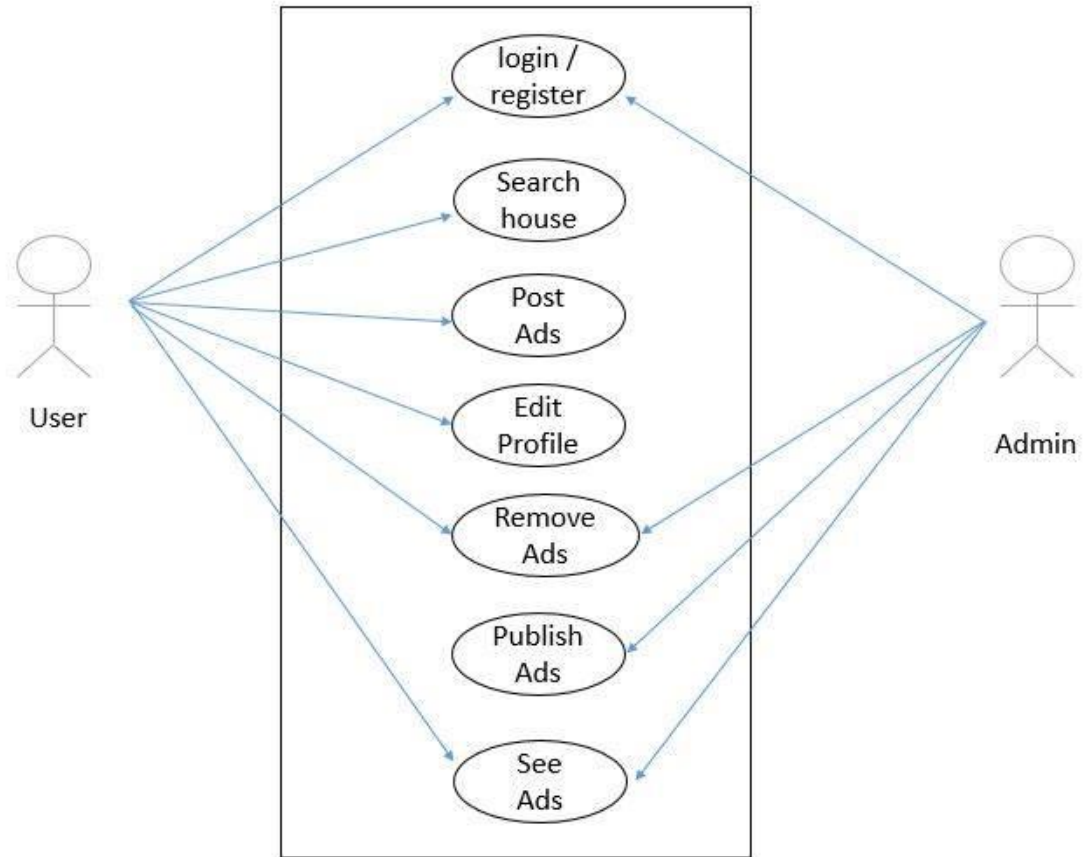 login /
register
Search
house
Post
Ads
Edit
Profile
Remove
Ads
Publish
Ads
See
Ads
User
Admin